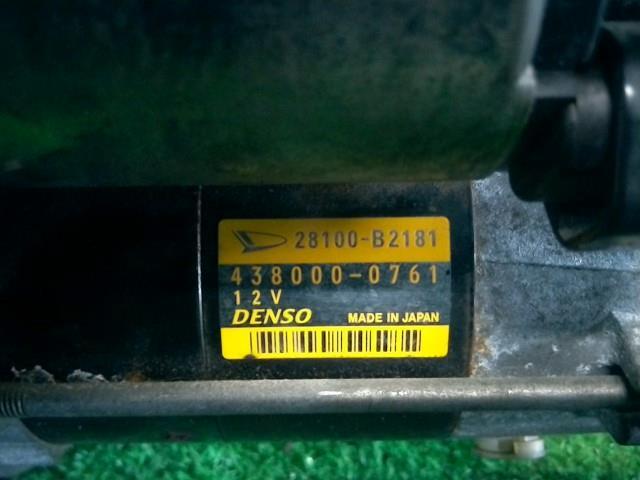 28100-B2181
438000-0761
12V
DENSO MADE IN JAPAN